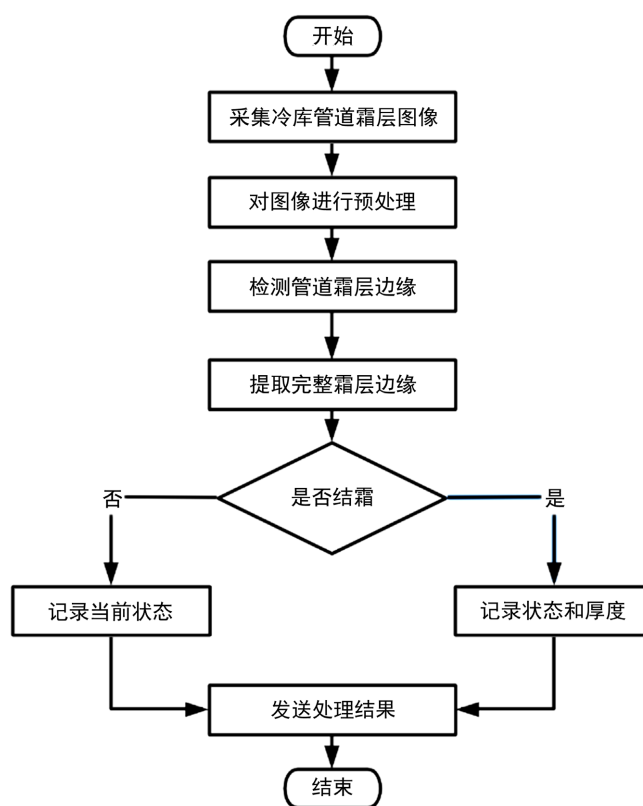 开始
采集冷库管道霜层图像
对图像进行预处理
检测管道霜层边缘
提取完整霜层边缘
是否结霜
否
是
记录当前状态
记录状态和厚度
发送处理结果
结束